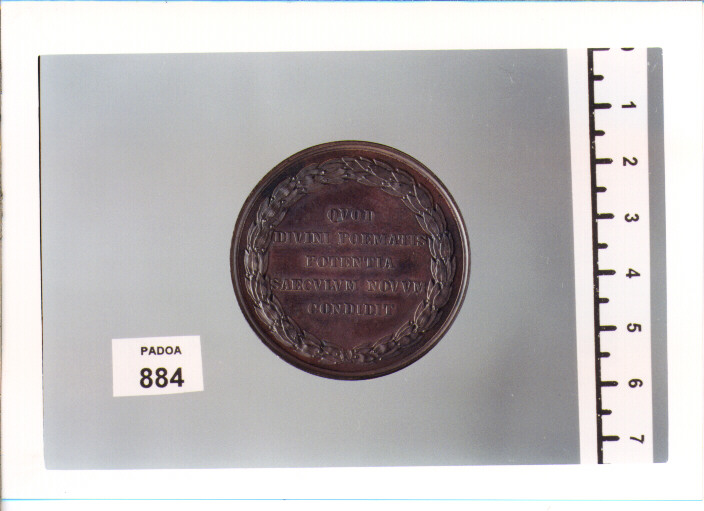 QVOD
DIVINI POEMATIS
POTENTIA
SAECVLVM NOVVM
CONDIDIT
PADOA
884
1
2
3
4
5
6
7